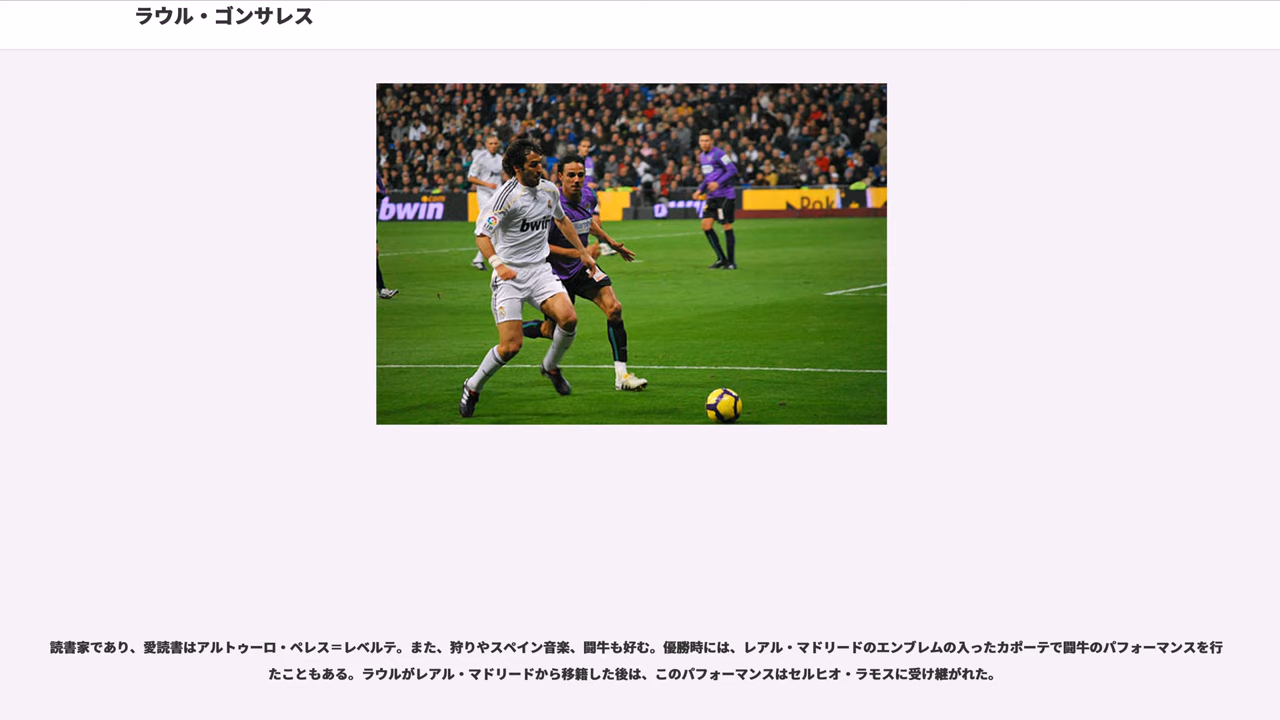 ラウル・ゴンサレス
bwin
.com
bwin
Pok
読書家であり、愛読書はアルトゥーロ・ペレス＝レベルテ。また、狩りやスペイン音楽、闘牛も好む。優勝時には、レアル・マドリードのエンブレムの入ったカポーテで闘牛のパフォーマンスを行
たこともある。ラウルがレアル・マドリードから移籍した後は、このパフォーマンスはセルヒオ・ラモスに受け継がれた。